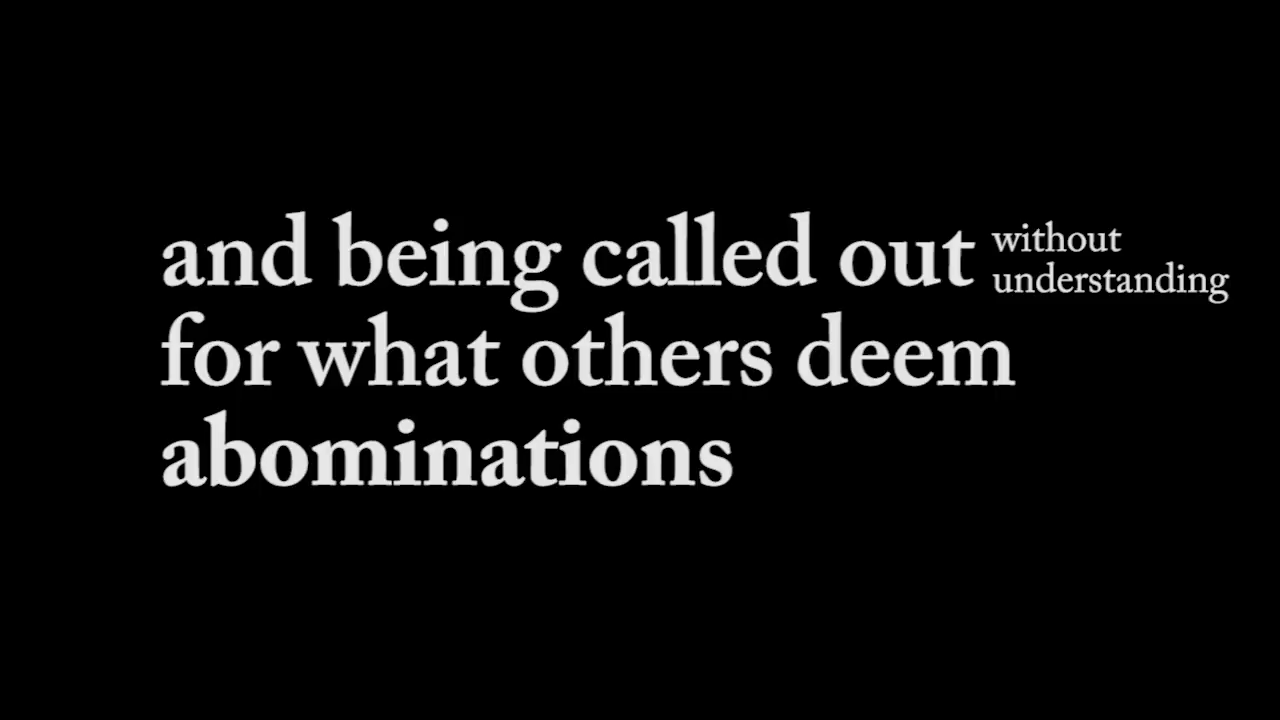 and being called out
without
understanding
for what others deem
abominations